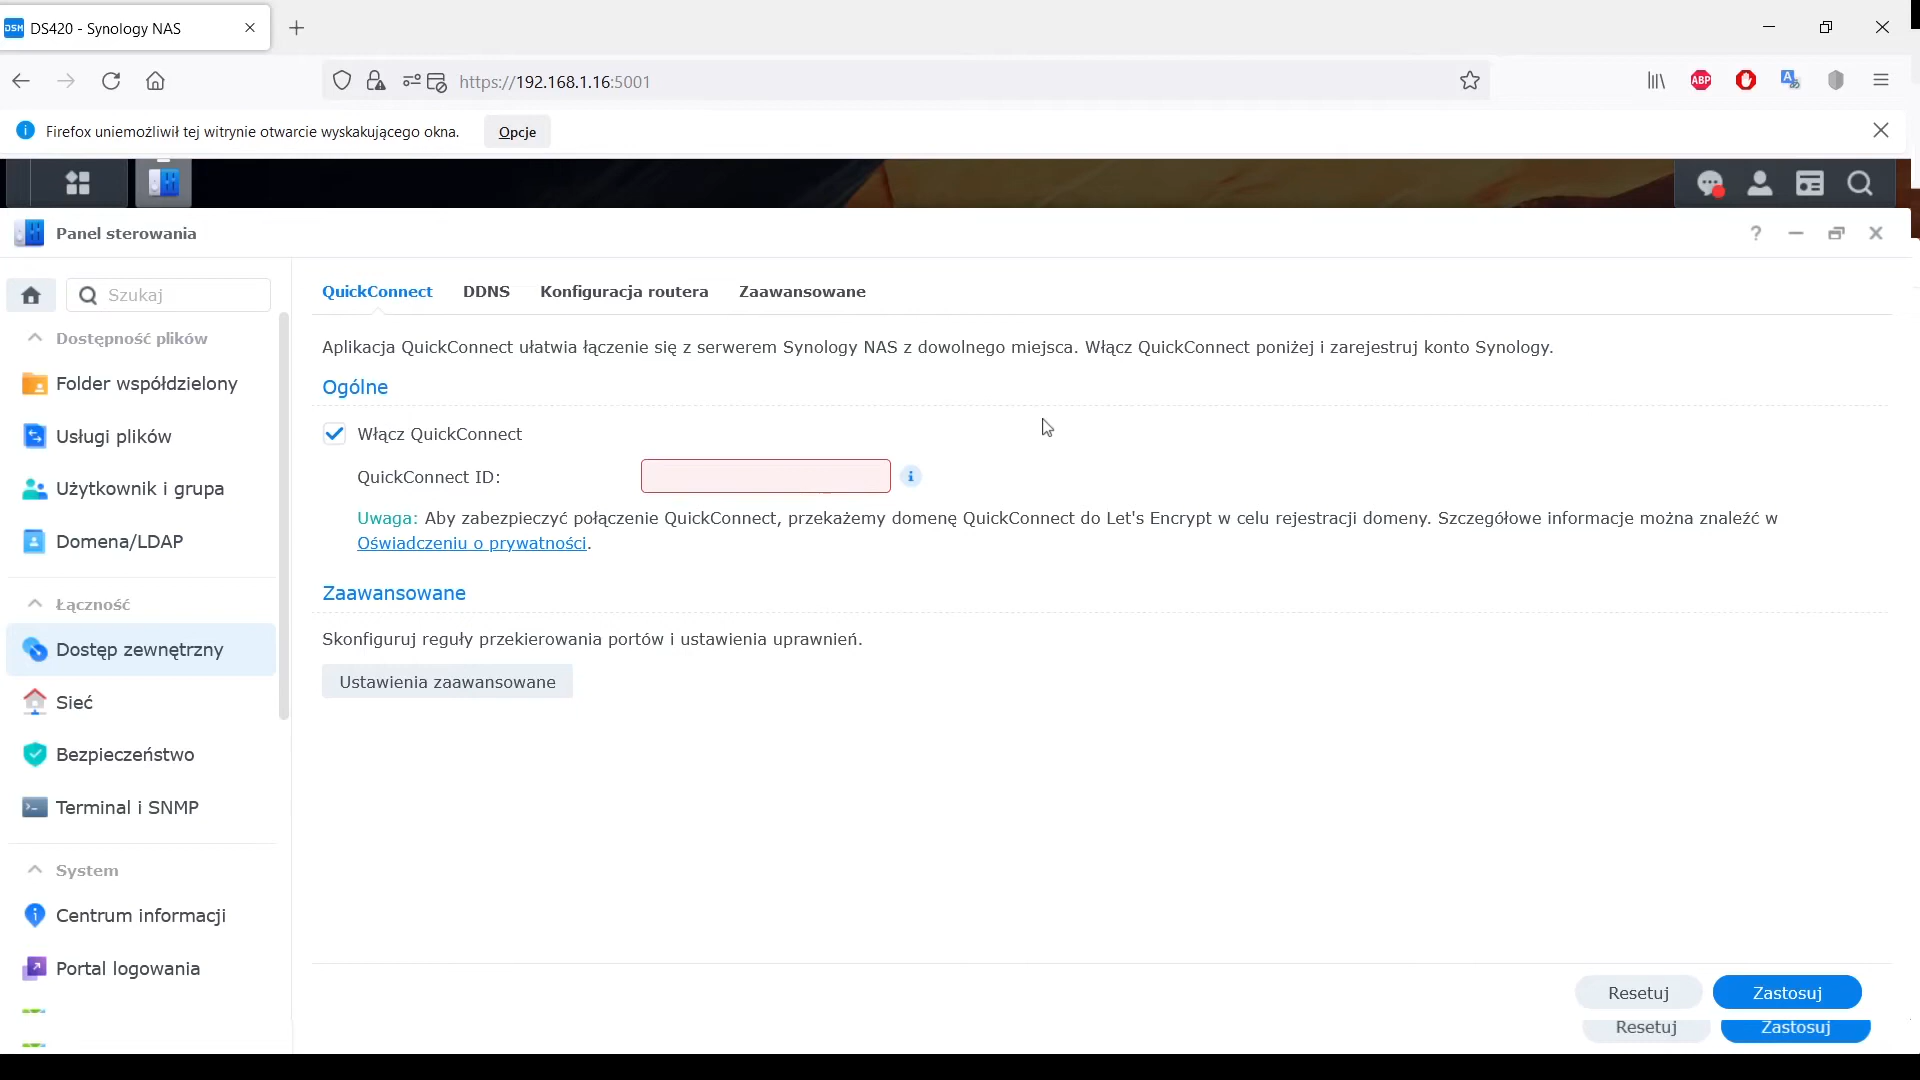 DSM DS420 - Synology NAS
https://192.168.1.16:5001
ABP
Firefox uniemożliwił tej witrynie otwarcie wyskakującego okna. Opcje
Panel sterowania
Szukaj
QuickConnect DDNS Konfiguracja routera Zaawansowane
Dostępność plików
Folder współdzielony
Usługi plików
Użytkownik i grupa
Domena/LDAP
Łączność
Dostęp zewnętrzny
Sieć
Bezpieczeństwo
Terminal i SNMP
System
Centrum informacji
Portal logowania
Aplikacja QuickConnect ułatwia łączenie się z serwerem Synology NAS z dowolnego miejsca. Włącz QuickConnect poniżej i zarejestruj konto Synology.
Ogólne
Włącz QuickConnect
QuickConnect ID:
Uwaga: Aby zabezpieczyć połączenie QuickConnect, przekażemy domenę QuickConnect do Let's Encrypt w celu rejestracji domeny. Szczegółowe informacje można znaleźć w
Oświadczeniu o prywatności.
Zaawansowane
Skonfiguruj reguły przekierowania portów i ustawienia uprawnień.
Ustawienia zaawansowane
Resetuj Zastosuj
Resetuj Zastosuj